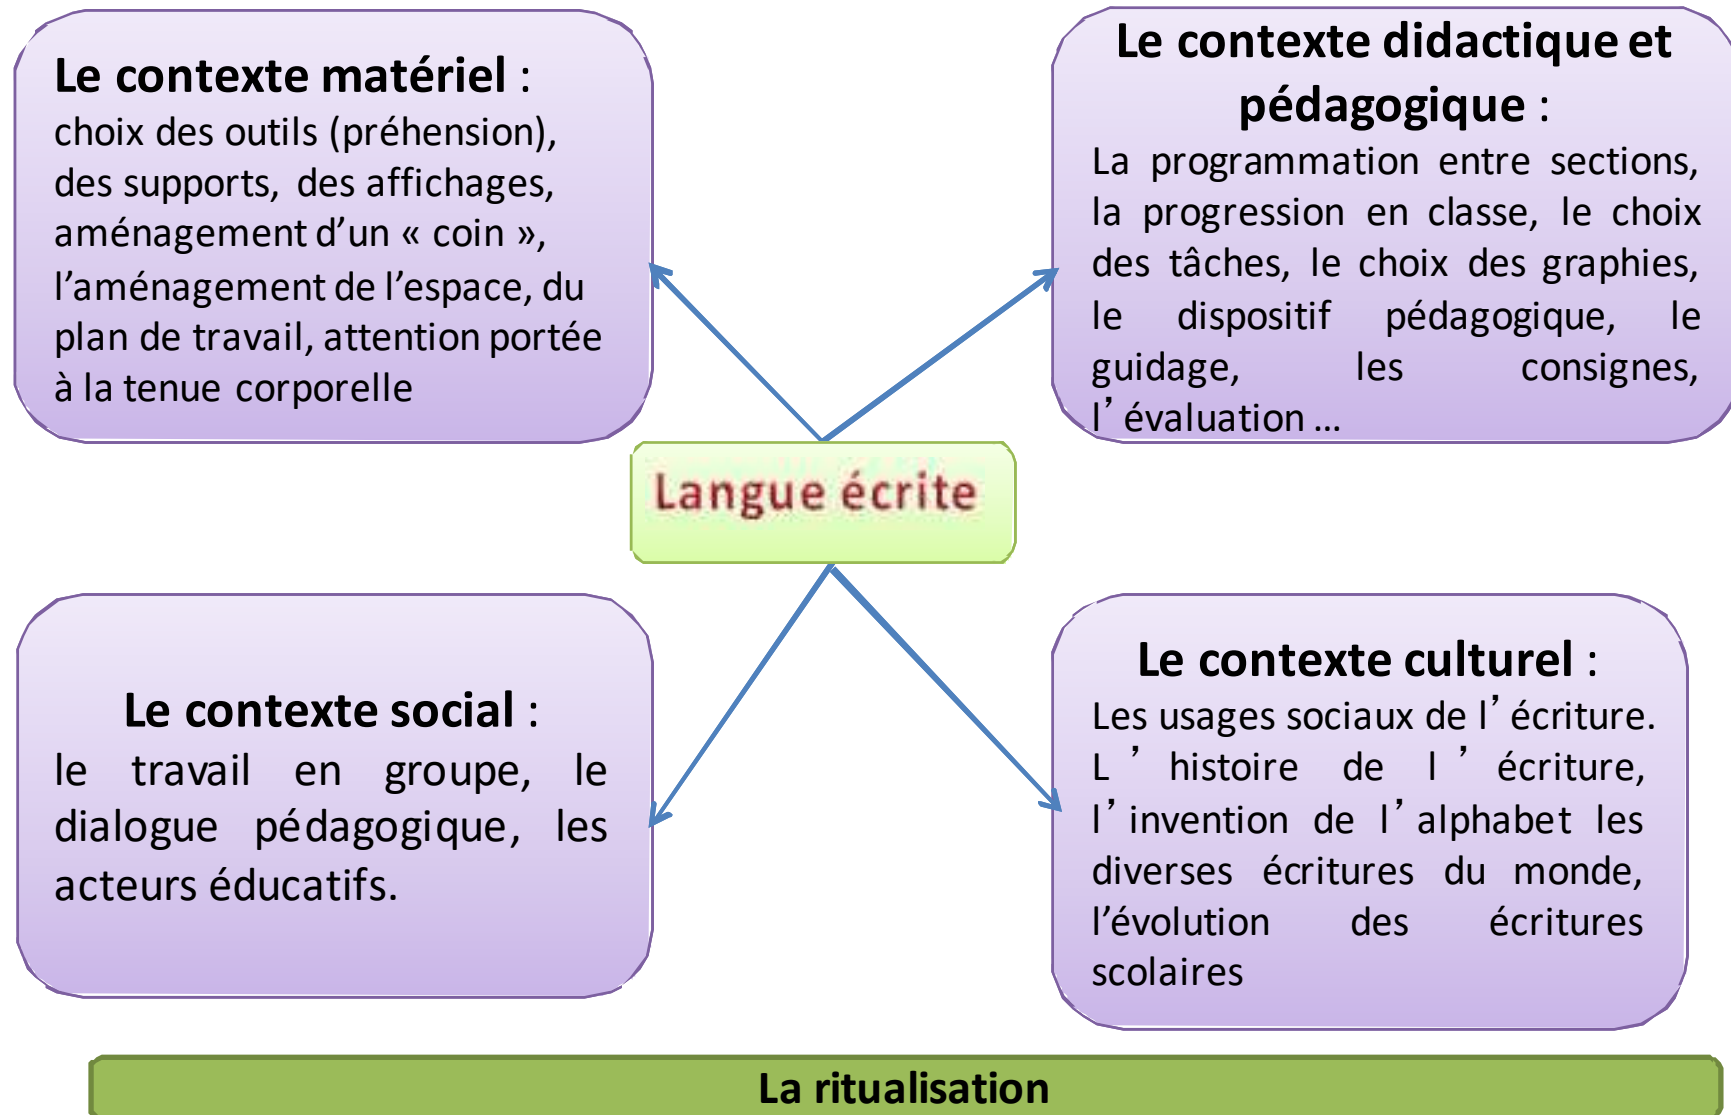 Le contexte matériel :
choix des outils (préhension),
des supports, des affichages,
aménagement d’un « coin »,
l’aménagement de l’espace, du
plan de travail, attention portée
à la tenue corporelle
Le contexte didactique et
pédagogique :
La programmation entre sections,
la progression en classe, le choix
des tâches, le choix des graphies,
le dispositif pédagogique, le
guidage, les consignes,
l’évaluation …
Langue écrite
Le contexte social :
le travail en groupe, le
dialogue pédagogique, les
acteurs éducatifs.
Le contexte culturel :
Les usages sociaux de l’écriture.
L’histoire de l’écriture,
l’invention de l’alphabet les
diverses écritures du monde,
l’évolution des écritures
scolaires
La ritualisation